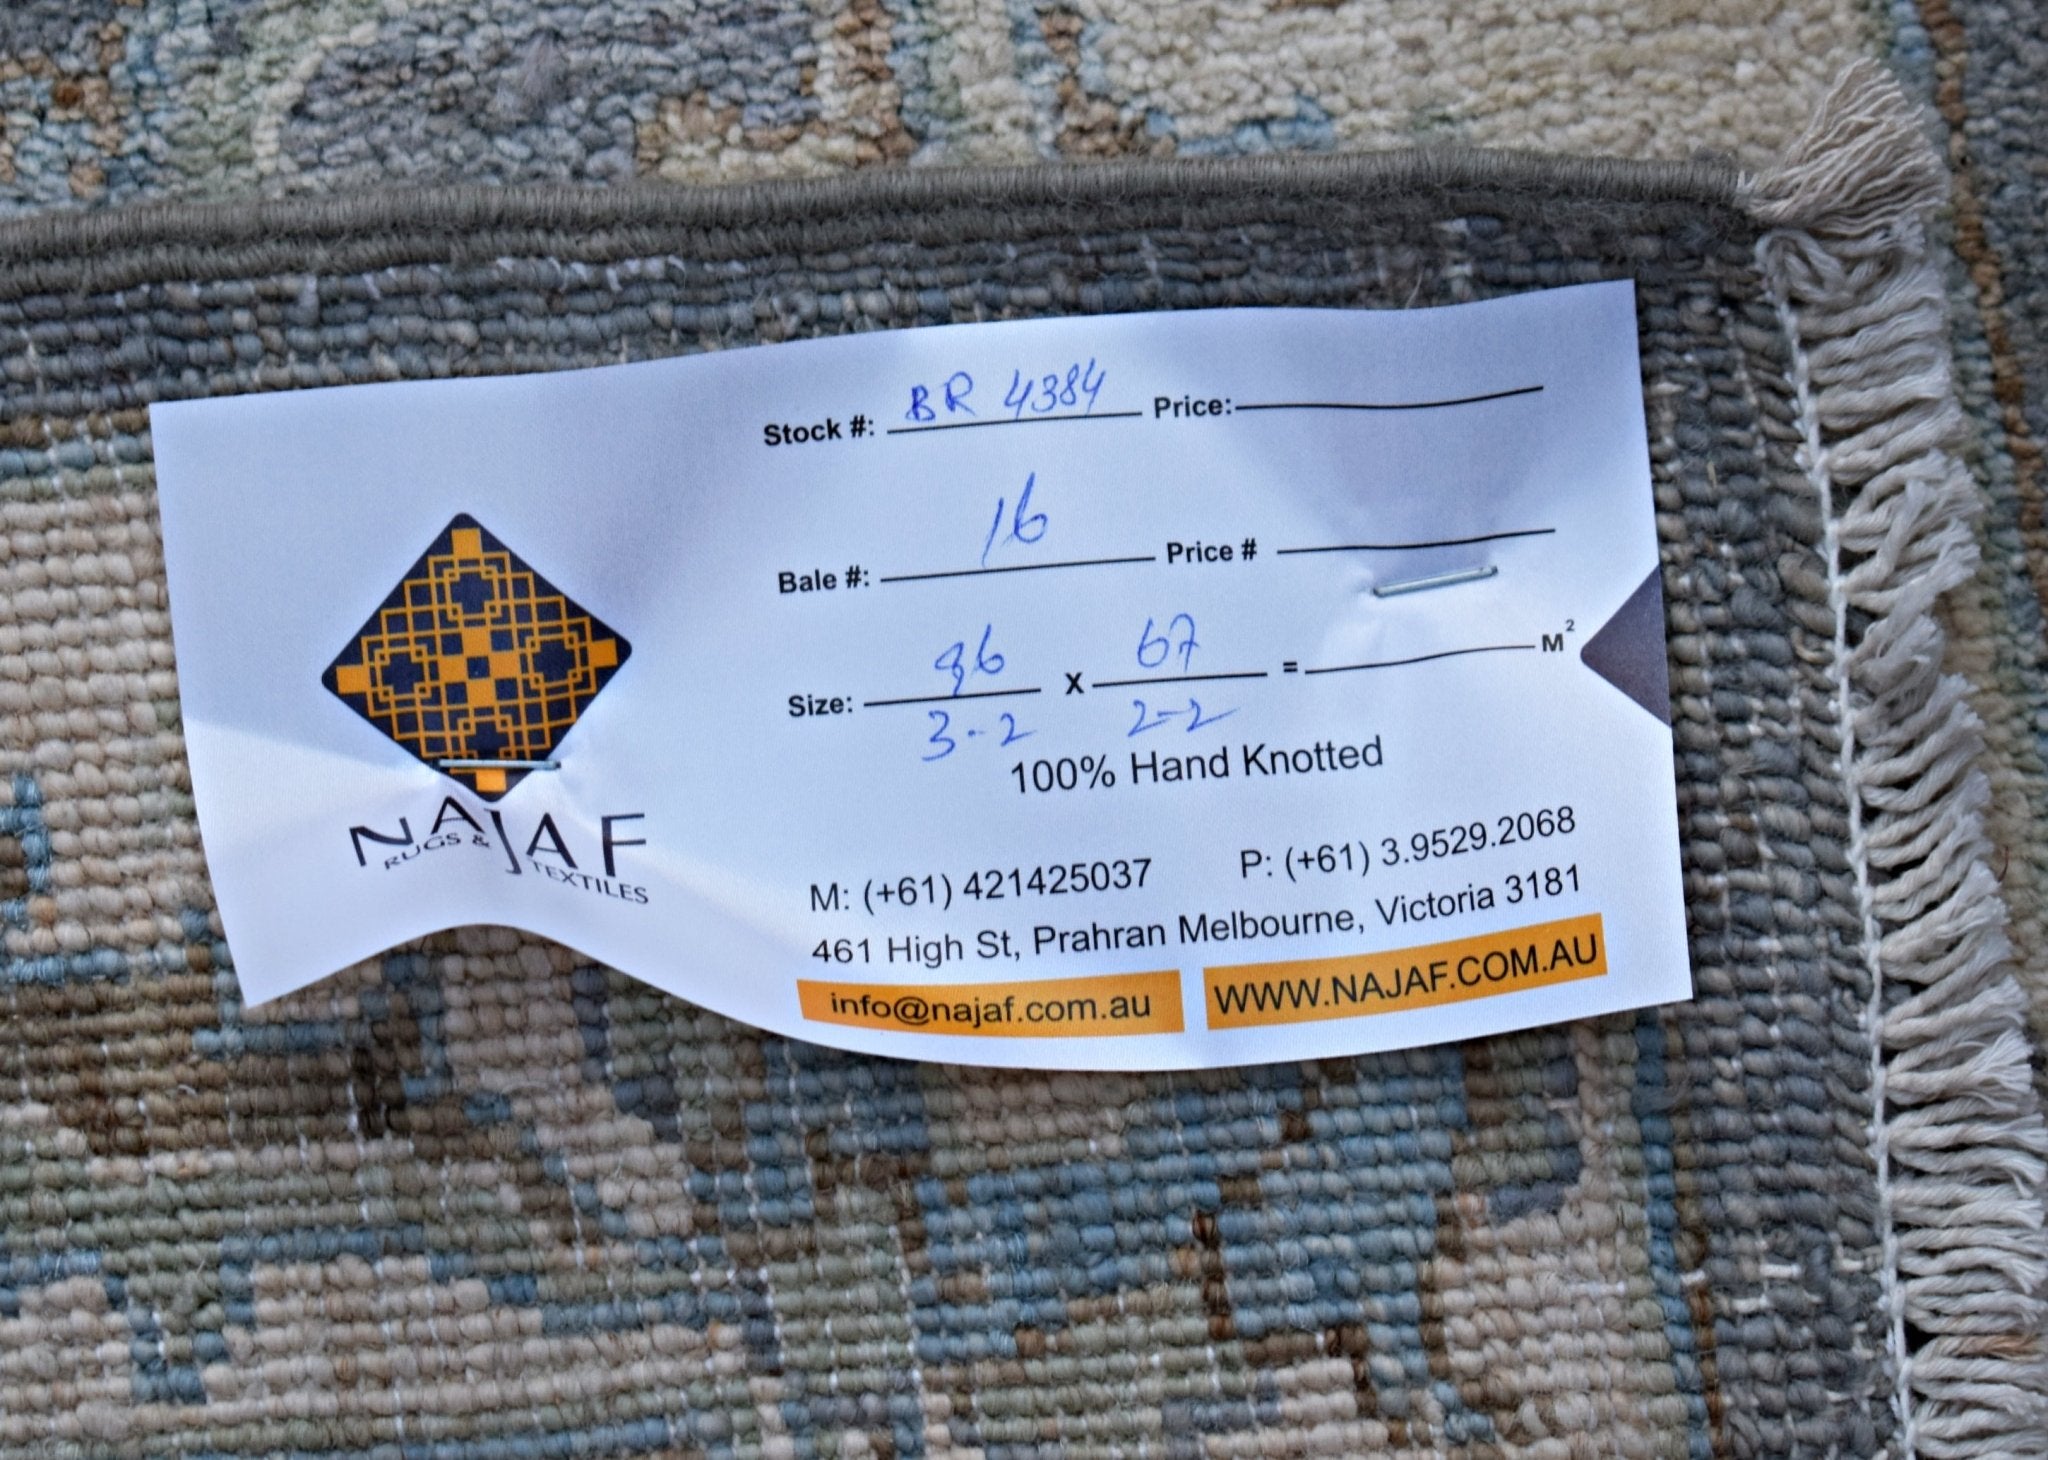 Stock #: BR 4384 Price:
Bale #: 16 Price #
Size: 96 x 67 = M²
3-2 2-2
100% Hand Knotted
NAJAF
RUGS & TEXTILES
M: (+61) 421425037 P: (+61) 3.9529.2068
461 High St, Prahran Melbourne, Victoria 3181
info@najaf.com.au WWW.NAJAF.COM.AU